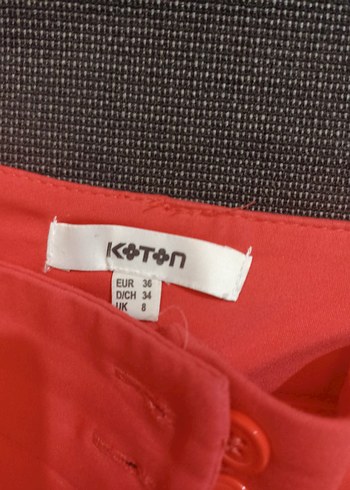 KOTON
EUR 36
D/CH 34
UK 8